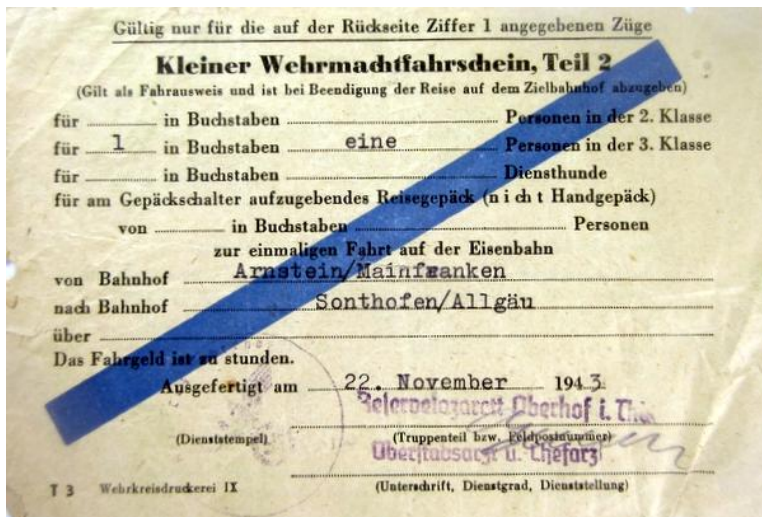 Gültig nur für die auf der Rückseite Ziffer 1 angegebenen Züge
Kleiner Wehrmachtfahrschein, Teil 2
(Gilt als Fahrausweis und ist bei Beendigung der Reise auf dem Zielbahnhof abzugeben)
für in Buchstaben Personen in der 2. Klasse
für 1 in Buchstaben eine Personen in der 3. Klasse
für in Buchstaben Diensthunde
für am Gepäckschalter aufzugebendes Reisegepäck (n i ch t Handgepäck)
von in Buchstaben Personen
zur einmaligen Fahrt auf der Eisenbahn
von Bahnhof Arnstein/Mainfranken
nach Bahnhof Sonthofen/Allgäu
über
Das Fahrgeld ist zu stunden.
Ausgefertigt am 22. November 1943.
Reservelazarett Oberhof i. Th.
(Dienststempel) (Truppenteil bzw. Feldpostnummer)
Oberstabsarzt u. Chefarzt
T 3 Wehrkreisdruckerei IX (Unterschrift, Dienstgrad, Dienststellung)